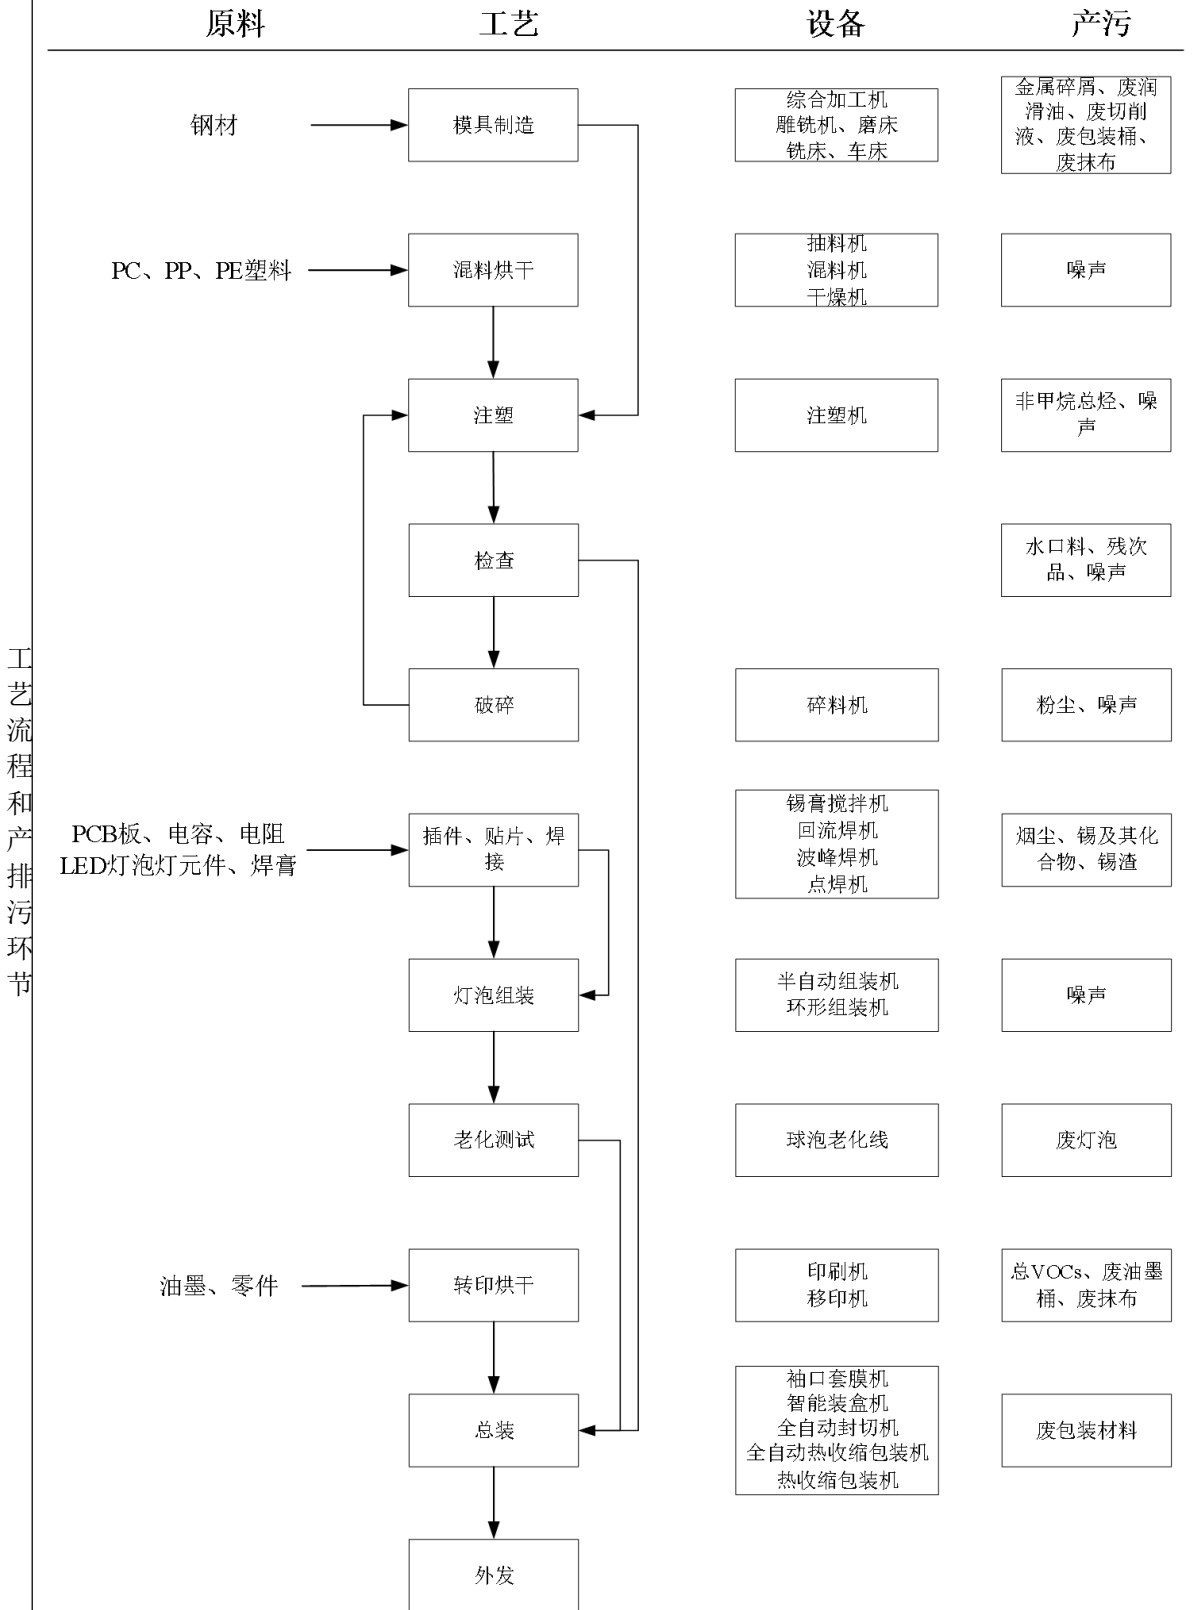 原料
工艺
设备
产污
钢材
模具制造
综合加工机
雕铣机、磨床
铣床、车床
金属碎屑、废润
滑油、废切削
液、废包装桶、
废抹布
PC、PP、PE塑料
混料烘干
抽料机
混料机
干燥机
噪声
注塑
注塑机
非甲烷总烃、噪
声
检查
水口料、残次
品、噪声
破碎
碎料机
粉尘、噪声
工艺流程和产排污环节
PCB板、电容、电阻
LED灯泡灯元件、焊膏
插件、贴片、焊
接
锡膏搅拌机
回流焊机
波峰焊机
点焊机
烟尘、锡及其化
合物、锡渣
灯泡组装
半自动组装机
环形组装机
噪声
老化测试
球泡老化线
废灯泡
油墨、零件
转印烘干
印刷机
移印机
总VOCs、废油墨
桶、废抹布
总装
袖口套膜机
智能装盒机
全自动封切机
全自动热收缩包装机
热收缩包装机
废包装材料
外发